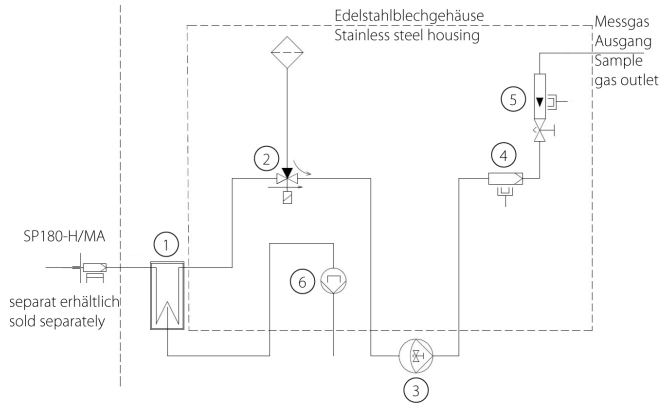 Edelstahlblechgehäuse
Stainless steel housing
Messgas
Ausgang
Sample
gas outlet
5
2
4
SP180-H/MA
1
6
separat erhältlich
sold separately
3